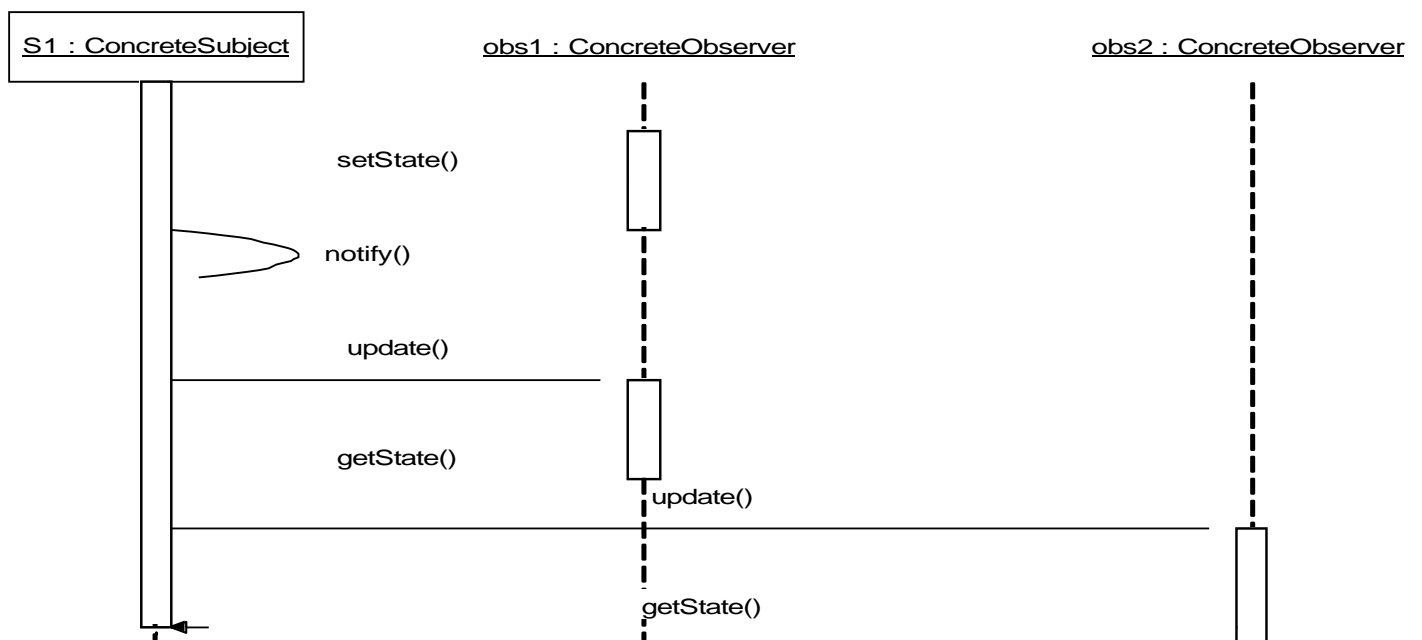 S1 : ConcreteSubject
obs1 : ConcreteObserver
obs2 : ConcreteObserver
setState()
notify()
update()
getState()
update()
getState()